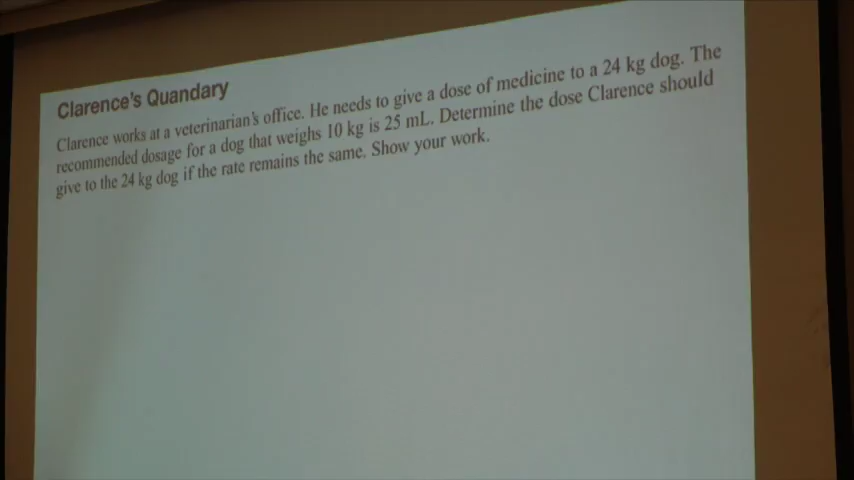 Clarence's Quandary
Clarence works at a veterinarian's office. He needs to give a dose of medicine to a 24 kg dog. The
recommended dosage for a dog that weighs 10 kg is 25 mL. Determine the dose Clarence should
give to the 24 kg dog if the rate remains the same. Show your work.